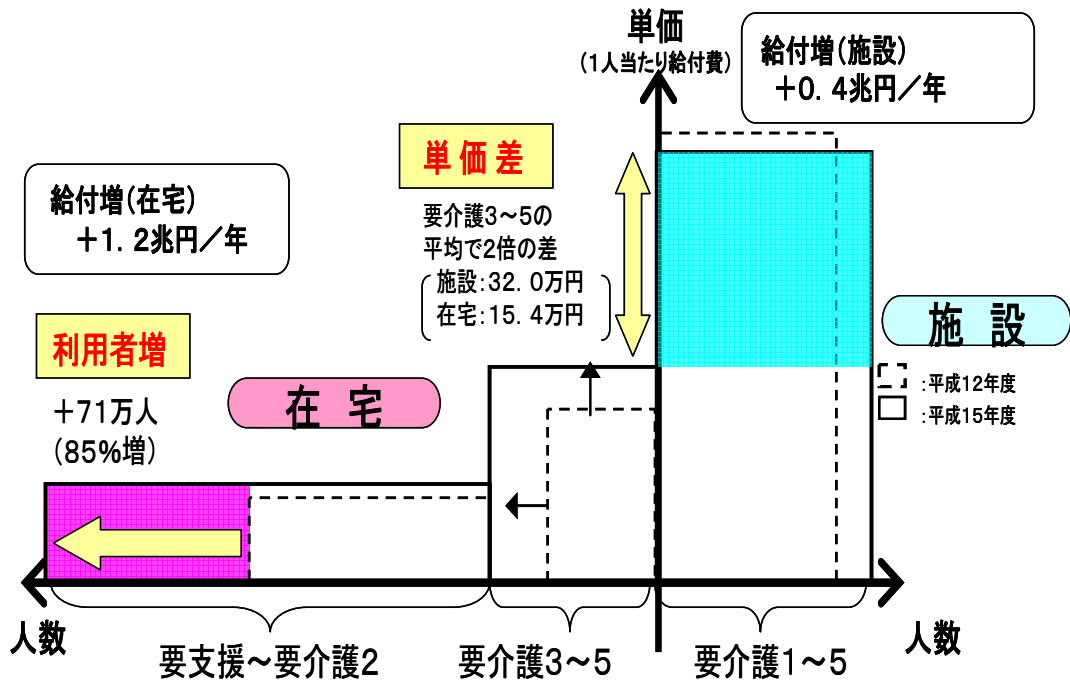 単価
(1人当たり給付費)
給付増(施設)
+0.4兆円/年
単価差
要介護3~5の
平均で2倍の差
施設:32.0万円
在宅:15.4万円
給付増(在宅)
+1.2兆円/年
利用者増
+71万人
(85%増)
在 宅
施 設
:平成12年度
:平成15年度
人数
人数
要支援~要介護2
要介護3~5
要介護1~5